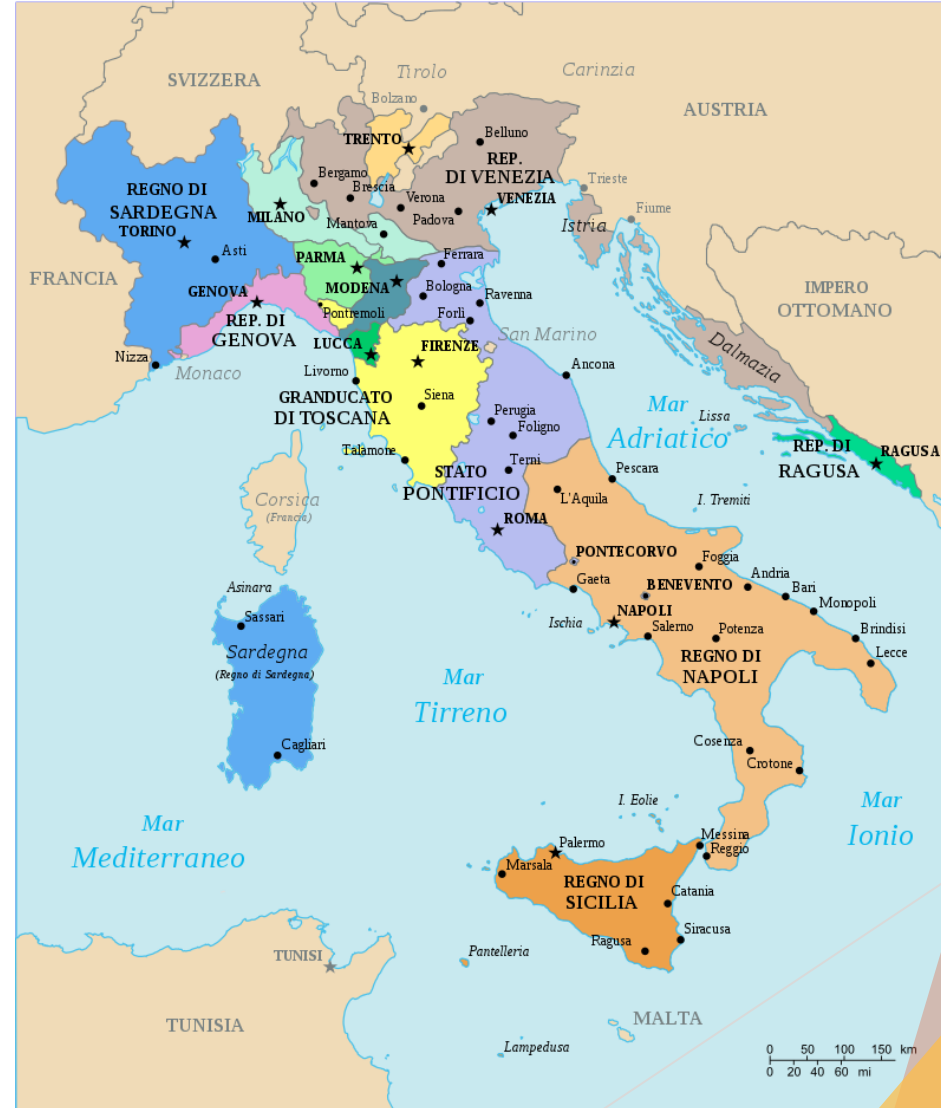 Tirolo
Carinzia
SVIZZERA
Bolzano
AUSTRIA
TRENTO
Belluno
REP.
DI VENEZIA
Bergamo
Brescia
Verona
Padova
VENEZIA
Trieste
REGNO DI
SARDEGNA
TORINO
MILANO
Mantova
Istria
Fiume
Asti
PARMA
Ferrara
FRANCIA
GENOVA
MODENA
Bologna
Ravenna
IMPERO
OTTOMANO
Pontremoli
Forlì
REP. DI
GENOVA
LUCCA
FIRENZE
San Marino
Dalmazia
Nizza
Monaco
Livorno
Ancona
GRANDUCATO
DI TOSCANA
Siena
Perugia
Foligno
Mar
Adriatico
Lissa
REP. DI
RAGUSA
RAGUSA
Talamone
Terni
STATO
PONTIFICIO
Pescara
L'Aquila
I. Tremiti
Corsica
(Francia)
ROMA
PONTECORVO
Foggia
Gaeta
BENEVENTO
Andria
Bari
Asinara
Sassari
Ischia
NAPOLI
Salerno
Potenza
Monopoli
Brindisi
Lecce
Sardegna
(Regno di Sardegna)
REGNO DI
NAPOLI
Mar
Tirreno
Cagliari
Cosenza
Crotone
I. Eolie
Mar
Ionio
Mar
Mediterraneo
Palermo
Messina
Reggio
Marsala
REGNO DI
SICILIA
Catania
Siracusa
Ragusa
TUNISI
Pantelleria
TUNISIA
MALTA
Lampedusa
0 50 100 150 km
0 20 40 60 mi